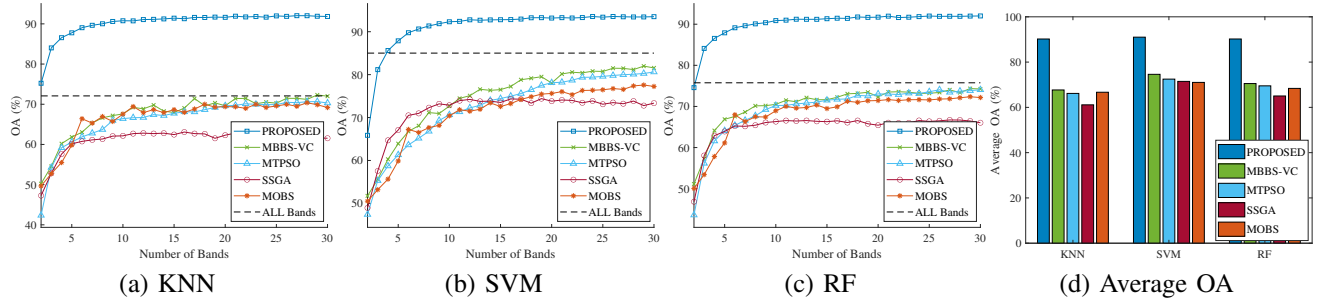 90
80
70
60
50
40
OA (%)
5 10 15 20 25 30
Number of Bands
PROPOSED
MBBS-VC
MTPSO
SSGA
MOBS
ALL Bands
(a) KNN
90
80
70
60
50
OA (%)
5 10 15 20 25 30
Number of Bands
PROPOSED
MBBS-VC
MTPSO
SSGA
MOBS
ALL Bands
(b) SVM
90
80
70
60
50
OA (%)
5 10 15 20 25 30
Number of Bands
PROPOSED
MBBS-VC
MTPSO
SSGA
MOBS
ALL Bands
(c) RF
100
80
60
40
20
0
Average OA (%)
KNN SVM RF
PROPOSED
MBBS-VC
MTPSO
SSGA
MOBS
(d) Average OA